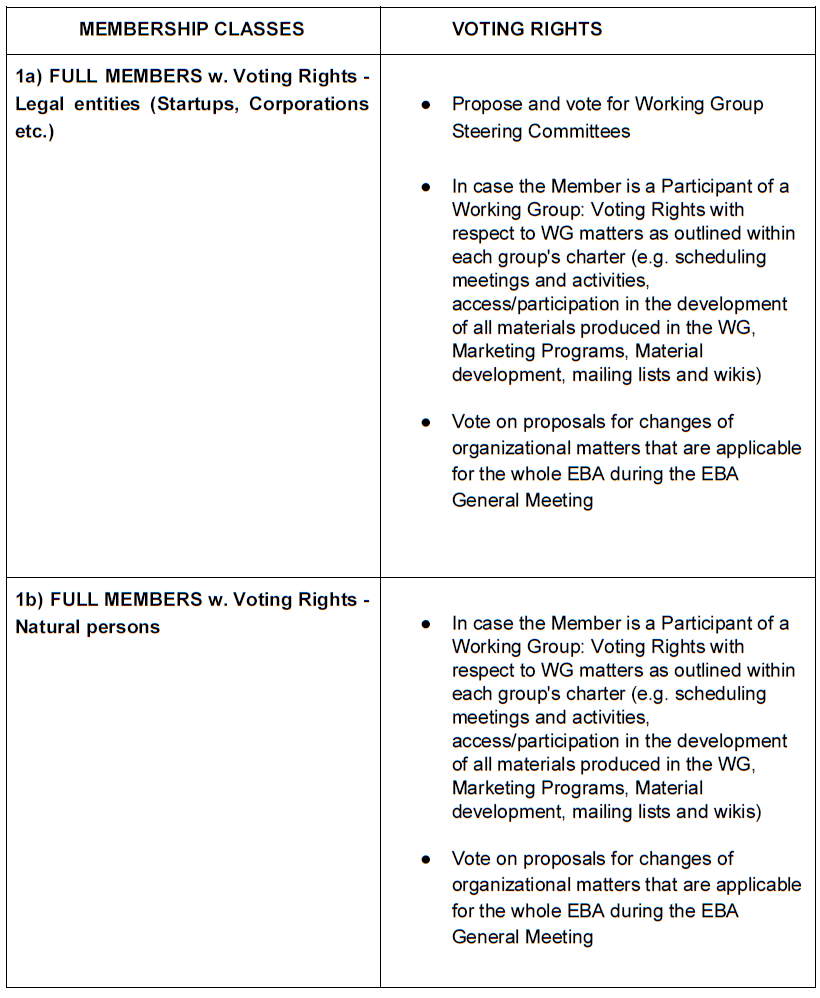 MEMBERSHIP CLASSES
VOTING RIGHTS
1a) FULL MEMBERS w. Voting Rights -
Legal entities (Startups, Corporations
etc.)
● Propose and vote for Working Group
Steering Committees
● In case the Member is a Participant of a
Working Group: Voting Rights with
respect to WG matters as outlined within
each group's charter (e.g. scheduling
meetings and activities,
access/participation in the development
of all materials produced in the WG,
Marketing Programs, Material
development, mailing lists and wikis)
● Vote on proposals for changes of
organizational matters that are applicable
for the whole EBA during the EBA
General Meeting
1b) FULL MEMBERS w. Voting Rights -
Natural persons
● In case the Member is a Participant of a
Working Group: Voting Rights with
respect to WG matters as outlined within
each group's charter (e.g. scheduling
meetings and activities,
access/participation in the development
of all materials produced in the WG,
Marketing Programs, Material
development, mailing lists and wikis)
● Vote on proposals for changes of
organizational matters that are applicable
for the whole EBA during the EBA
General Meeting